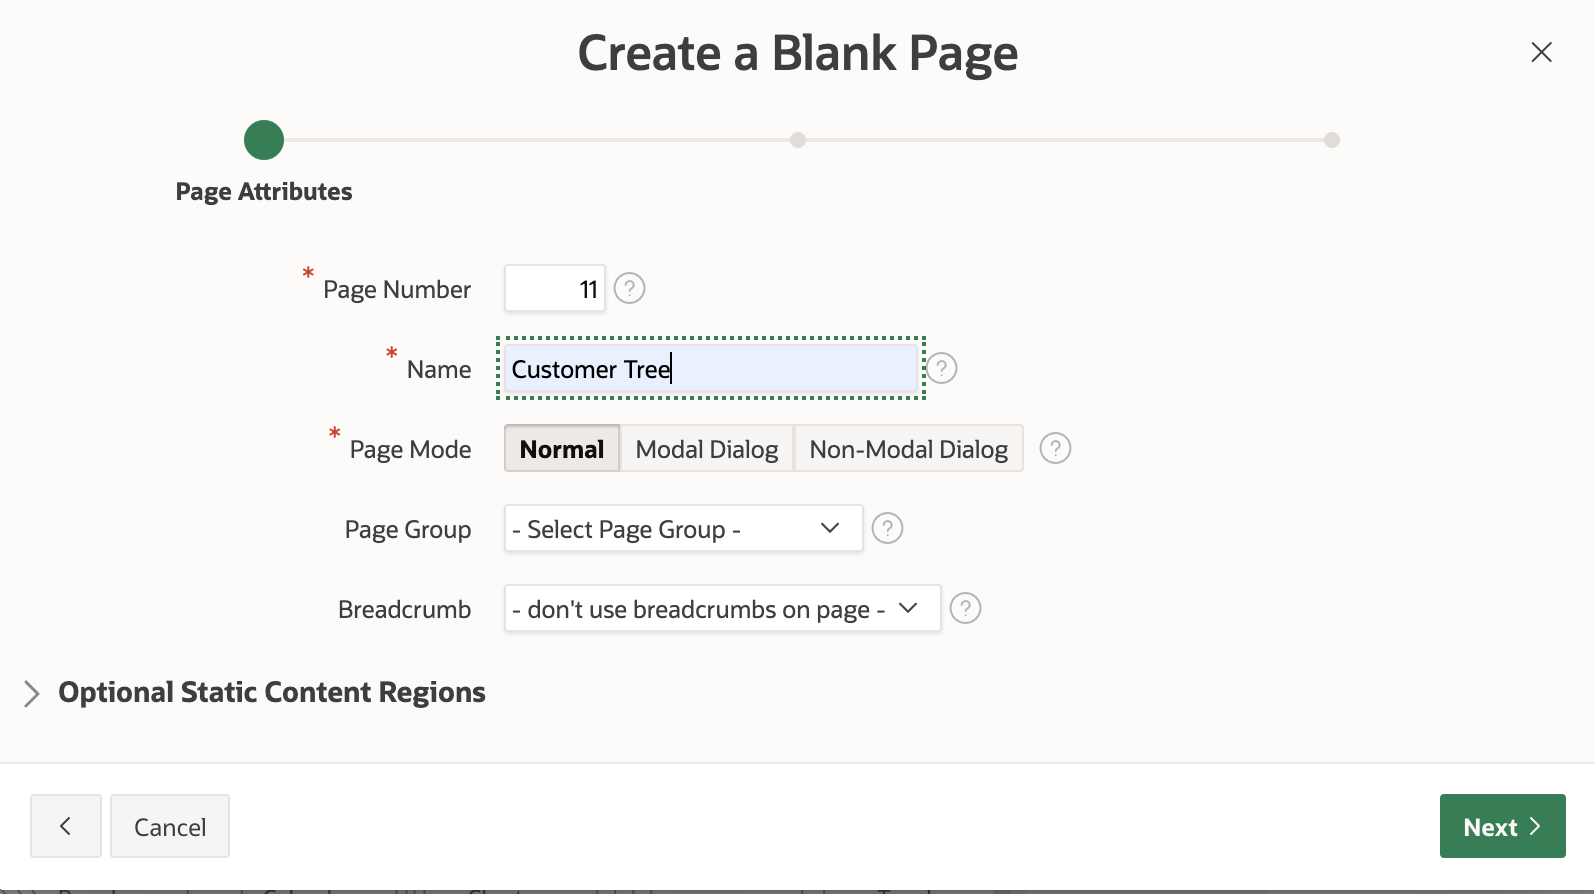 Create a Blank Page
Page Attributes
* Page Number 11 ?
* Name Customer Tree ?
* Page Mode Normal Modal Dialog Non-Modal Dialog ?
Page Group - Select Page Group - ?
Breadcrumb - don't use breadcrumbs on page - ?
Optional Static Content Regions
Cancel Next